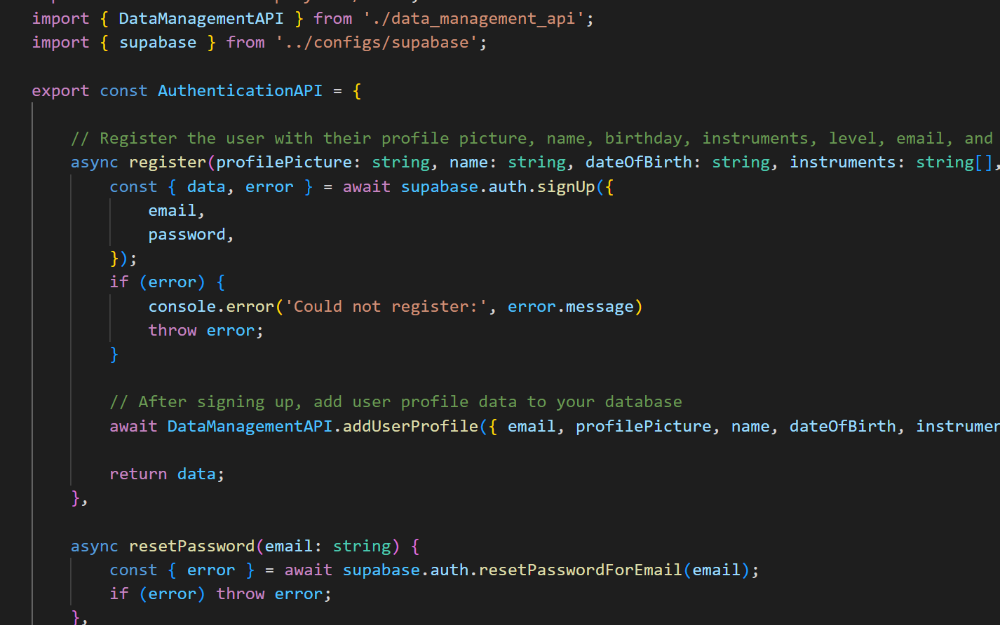 import { DataManagementAPI } from './data_management_api';
import { supabase } from '../configs/supabase';
export const AuthenticationAPI = {
// Register the user with their profile picture, name, birthday, instruments, level, email, and
async register(profilePicture: string, name: string, dateOfBirth: string, instruments: string[],
const { data, error } = await supabase.auth.signUp({
email,
password,
});
if (error) {
console.error('Could not register:', error.message)
throw error;
}
// After signing up, add user profile data to your database
await DataManagementAPI.addUserProfile({ email, profilePicture, name, dateOfBirth,
return data;
},
async resetPassword(email: string) {
const { error } = await supabase.auth.resetPasswordForEmail(email);
if (error) throw error;
},